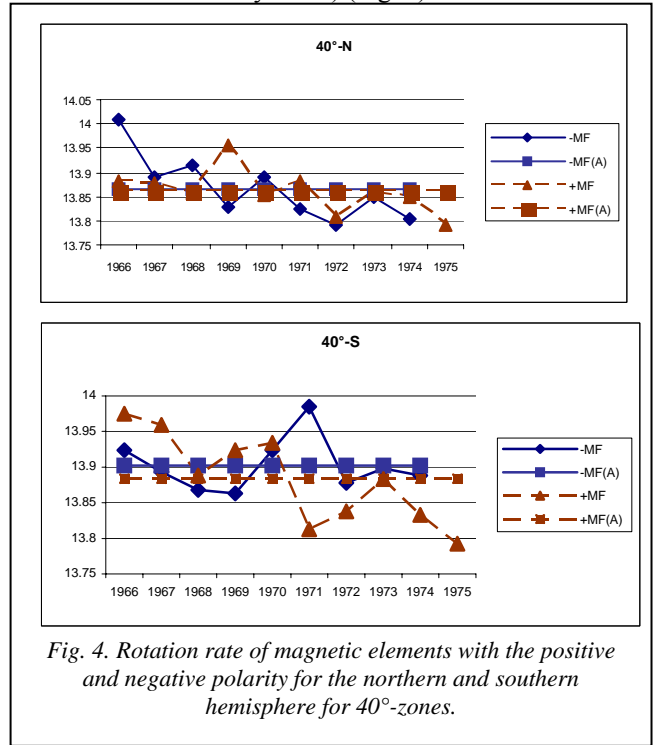 40°-N
14.05
14
13.95
13.9
13.85
13.8
13.75
1966 1967 1968 1969 1970 1971 1972 1973 1974 1975
-MF
-MF(A)
+MF
+MF(A)
40°-S
14
13.95
13.9
13.85
13.8
13.75
1966 1967 1968 1969 1970 1971 1972 1973 1974 1975
-MF
-MF(A)
+MF
+MF(A)
Fig. 4. Rotation rate of magnetic elements with the positive
and negative polarity for the northern and southern
hemisphere for 40°-zones.